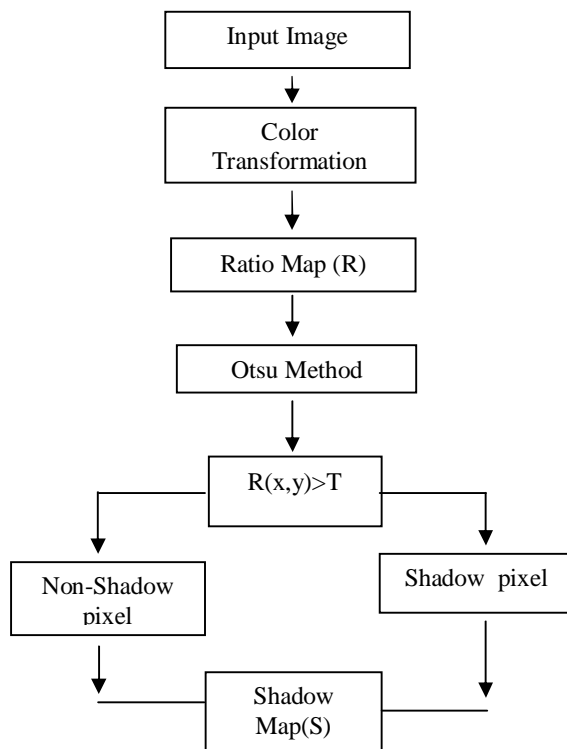 Input Image
Color
Transformation
Ratio Map (R)
Otsu Method
R(x,y)>T
Non-Shadow
pixel
Shadow pixel
Shadow
Map(S)